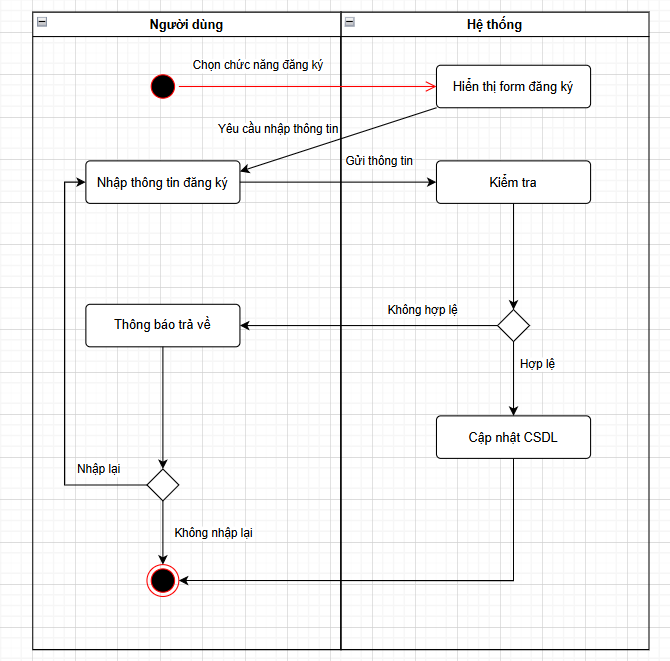 Người dùng
Hệ thống
Chọn chức năng đăng ký
Hiển thị form đăng ký
Yêu cầu nhập thông tin
Gửi thông tin
Nhập thông tin đăng ký
Kiểm tra
Không hợp lệ
Thông báo trả về
Hợp lệ
Cập nhật CSDL
Nhập lại
Không nhập lại